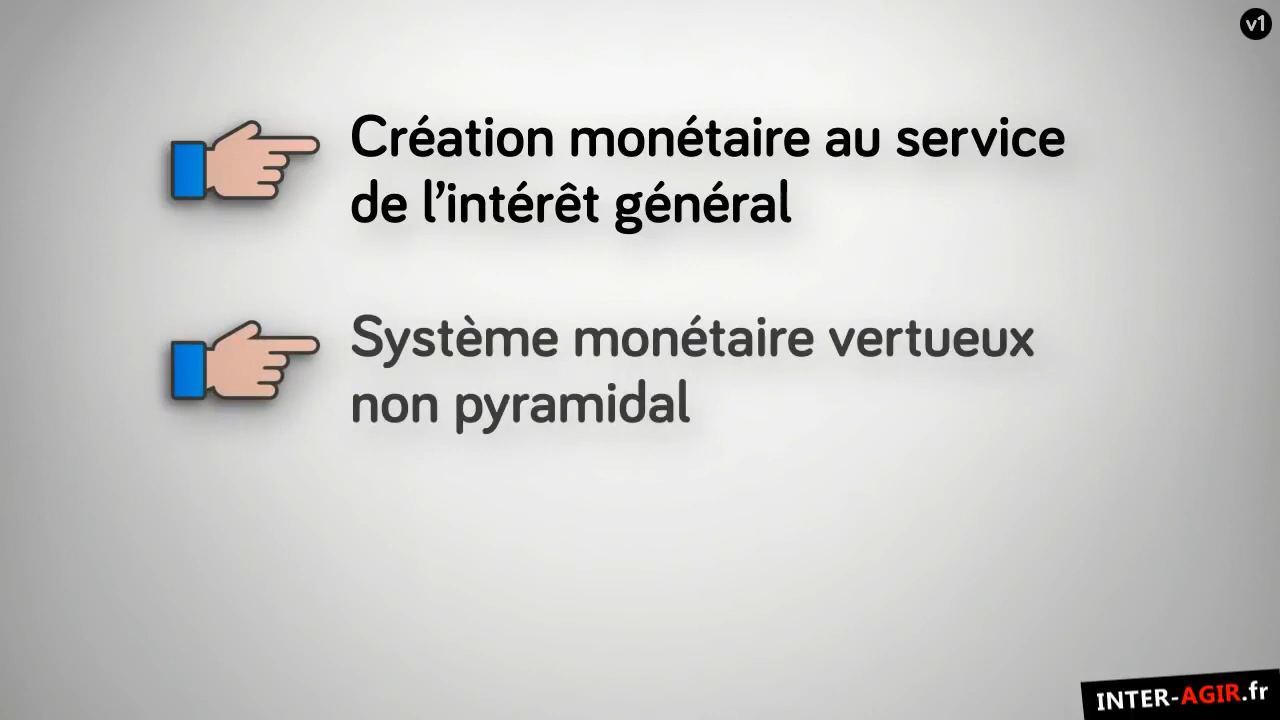 v1
Création monétaire au service
de l’intérêt général
Système monétaire vertueux
non pyramidal
INTER-AGIR.fr